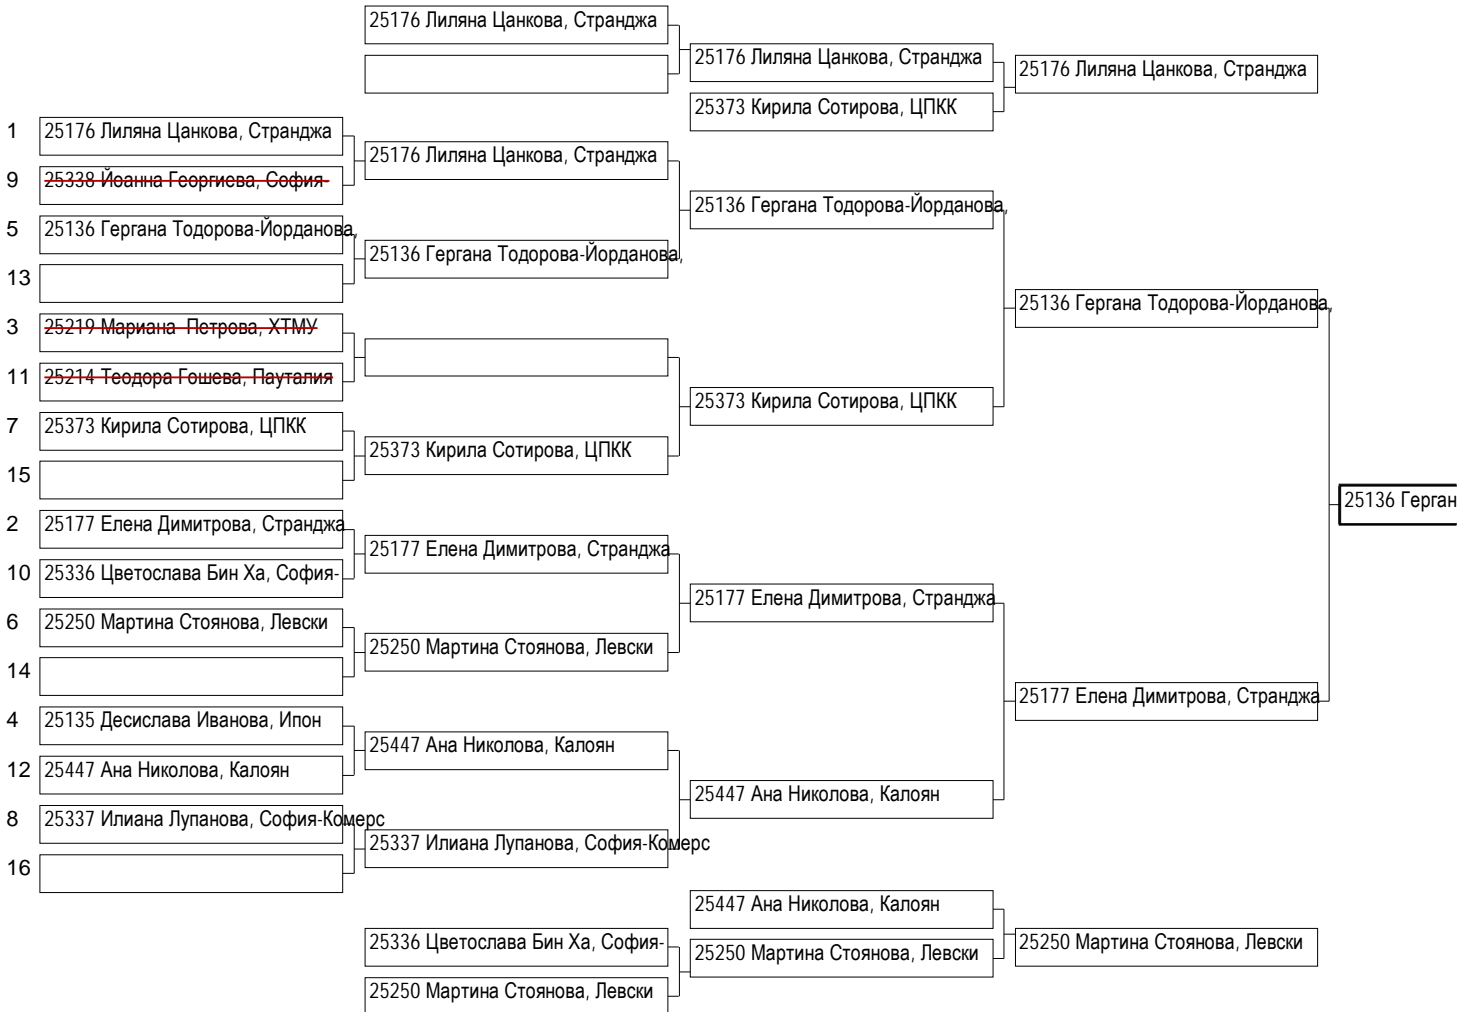 25176 Лиляна Цанкова, Странджа
25176 Лиляна Цанкова, Странджа
25176 Лиляна Цанкова, Странджа
25373 Кирила Сотирова, ЦПКК
1 25176 Лиляна Цанкова, Странджа
25176 Лиляна Цанкова, Странджа
9 25338 Йоанна Георгиева, София-
25136 Гергана Тодорова-Йорданова,
5 25136 Гергана Тодорова-Йорданова,
25136 Гергана Тодорова-Йорданова,
13
25136 Гергана Тодорова-Йорданова,
3 25219 Мариана Петрова, ХТМУ
11 25214 Теодора Гошева, Пауталия
25373 Кирила Сотирова, ЦПКК
7 25373 Кирила Сотирова, ЦПКК
25373 Кирила Сотирова, ЦПКК
15
25136 Герган
2 25177 Елена Димитрова, Странджа
25177 Елена Димитрова, Странджа
10 25336 Цветослава Бин Ха, София-
25177 Елена Димитрова, Странджа
6 25250 Мартина Стоянова, Левски
25250 Мартина Стоянова, Левски
14
25177 Елена Димитрова, Странджа
4 25135 Десислава Иванова, Ипон
25447 Ана Николова, Калоян
12 25447 Ана Николова, Калоян
25447 Ана Николова, Калоян
8 25337 Илиана Лупанова, София-Комерс
25337 Илиана Лупанова, София-Комерс
16
25447 Ана Николова, Калоян
25336 Цветослава Бин Ха, София-
25250 Мартина Стоянова, Левски
25250 Мартина Стоянова, Левски
25250 Мартина Стоянова, Левски